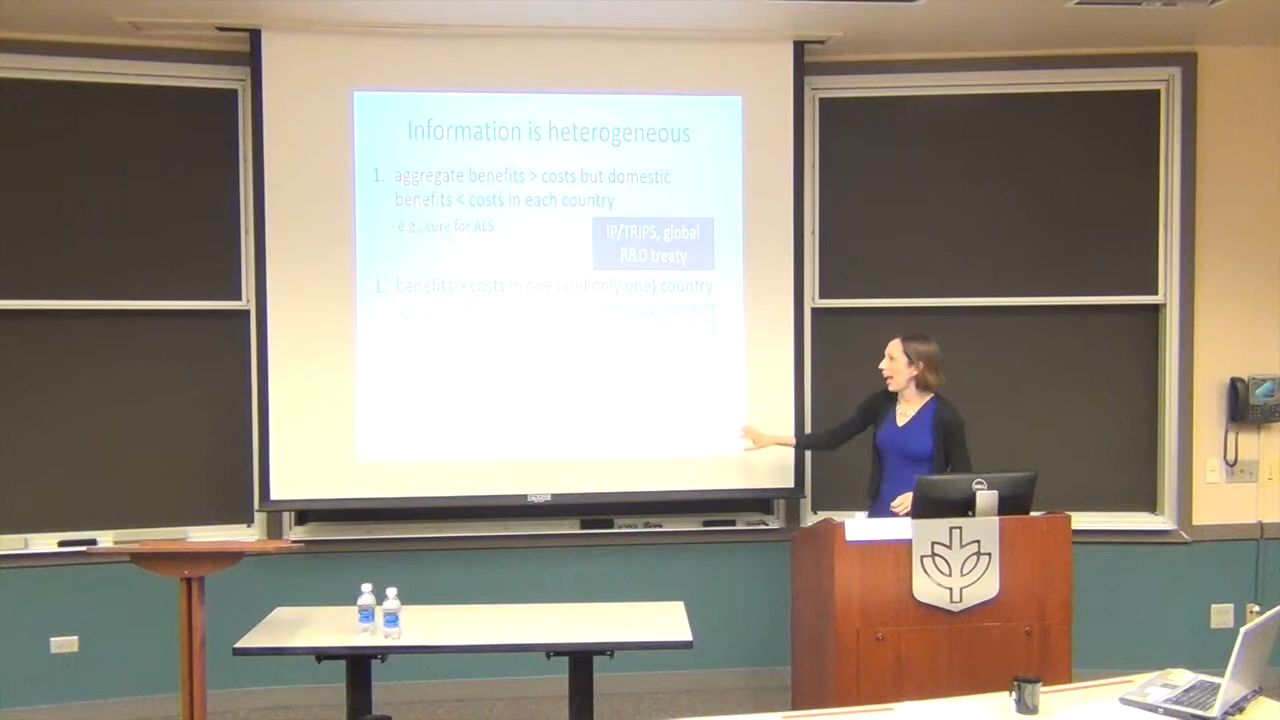 Information is heterogeneous
1. aggregate benefits > costs but domestic
benefits < costs in each country
- e.g., cure for ALS
IP/TRIPS, global
R&D treaty
1. benefits > costs in one (and only one) country
DELL